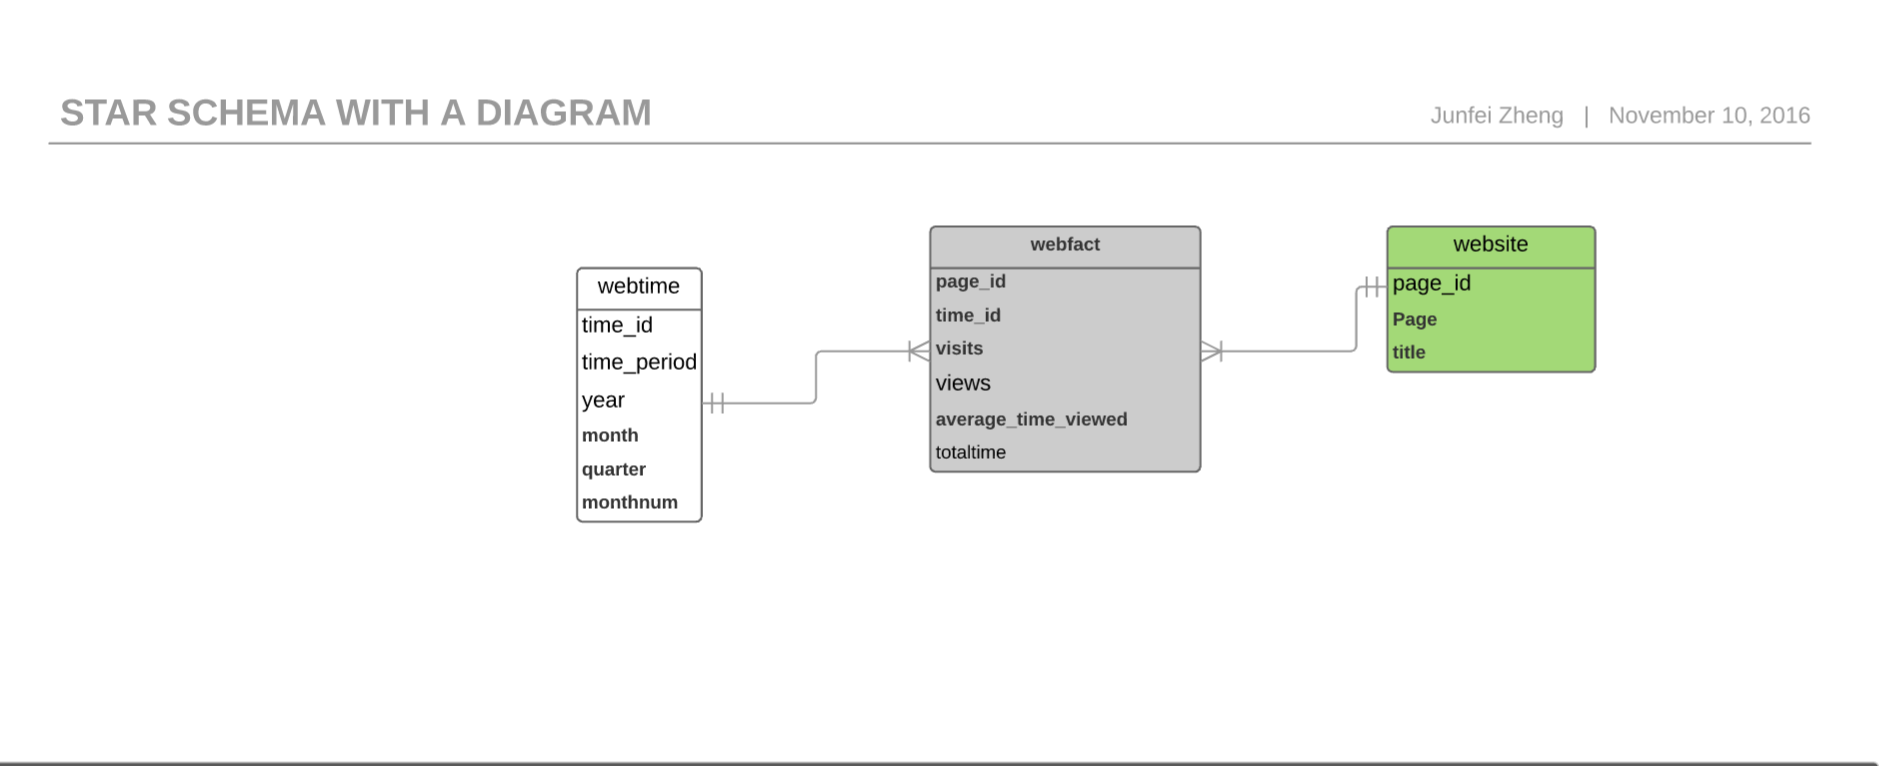 STAR SCHEMA WITH A DIAGRAM
Junfei Zheng | November 10, 2016
webtime
time_id
time_period
year
month
quarter
monthnum
webfact
page_id
time_id
visits
views
average_time_viewed
totaltime
website
page_id
Page
title